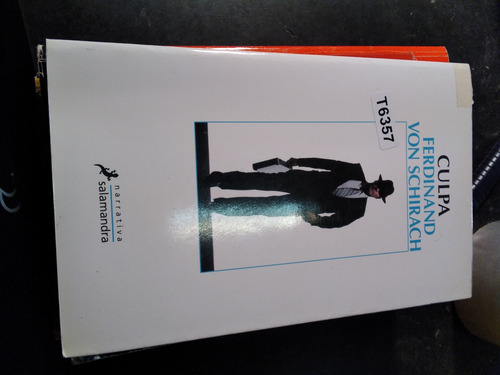 T6357
CULPA
FERDINAND
VON SCHIRACH
narrativa
salamandra